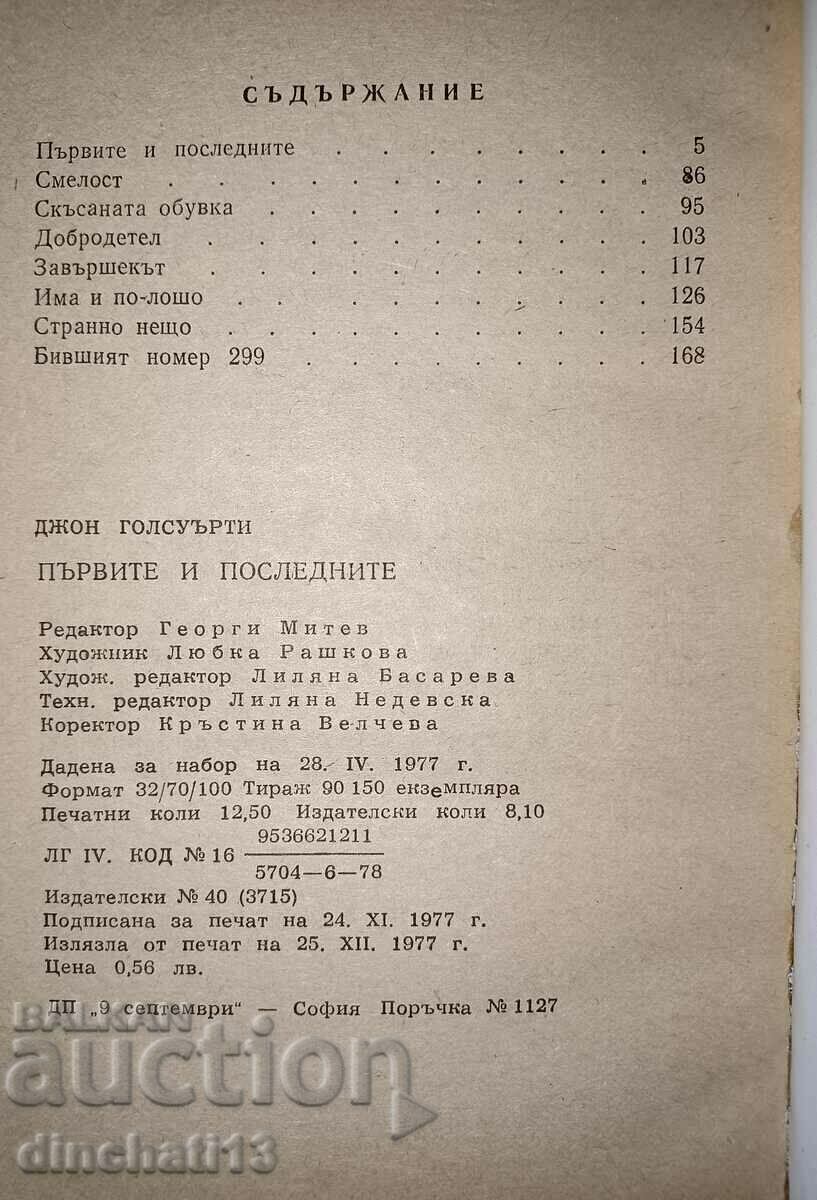 СЪДЪРЖАНИЕ
Първите и последните . . . . . . . . 5
Смелост . . . . . . . . . . . 86
Скъсаната обувка . . . . . . . . . 95
Добродетел . . . . . . . . . . 103
Завършекът . . . . . . . . . . 117
Има и по-лошо . . . . . . . . . 126
Странно нещо . . . . . . . . . . 154
Бившият номер 299 . . . . . . . . 168
ДЖОН ГОЛСУЪРТИ
ПЪРВИТЕ И ПОСЛЕДНИТЕ
Редактор Георги Митев
Художник Любка Рашкова
Худож. редактор Лиляна Басарева
Техн. редактор Лиляна Недевска
Коректор Кръстина Велчева
Дадена за набор на 28. IV. 1977 г.
Формат 32/70/100 Тираж 90 150 екземпляра
Печатни коли 12,50 Издателски коли 8,10
9536621211
ЛГ IV. КОД № 16
5704—6—78
Издателски № 40 (3715)
Подписана за печат на 24. XI. 1977 г.
Излязла от печат на 25. XII. 1977 г.
Цена 0,56 лв.
ДП „9 септември“ — София Поръчка № 1127
BALKAN
auction
dinchati13